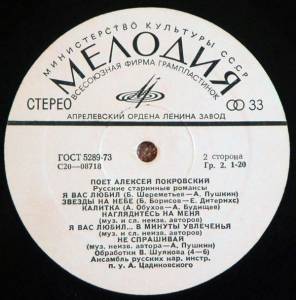 МИНИСТЕРСТВО КУЛЬТУРЫ СССР
МЕЛОДИЯ
ВСЕСОЮЗНАЯ ФИРМА ГРАМПЛАСТИНОК
СТЕРЕО
33
АПРЕЛЕВСКИЙ ОРДЕНА ЛЕНИНА ЗАВОД
ГОСТ 5289-73
2 сторона
С20—08718
Гр. 2. 1-20
ПОЕТ АЛЕКСЕЙ ПОКРОВСКИЙ
Русские старинные романсы
Я ВАС ЛЮБИЛ (Б. Шереметьев—А. Пушкин)
ЗВЕЗДЫ НА НЕБЕ (Б. Борисов—Е. Дитерихс)
КАЛИТКА (А. Обухов—А. Будищев)
НАГЛЯДИТЕСЬ НА МЕНЯ
(муз. и сл. неизв. авторов)
Я ВАС ЛЮБИЛ... В МИНУТЫ УВЛЕЧЕНЬЯ
(муз. и сл. неизв. авторов)
НЕ СПРАШИВАЙ
(муз. неизв. автора—А. Пушкин)
Обработки В. Шуякова (4—6)
Ансамбль русских нар. инстр.
п. у. А. Цадиковского